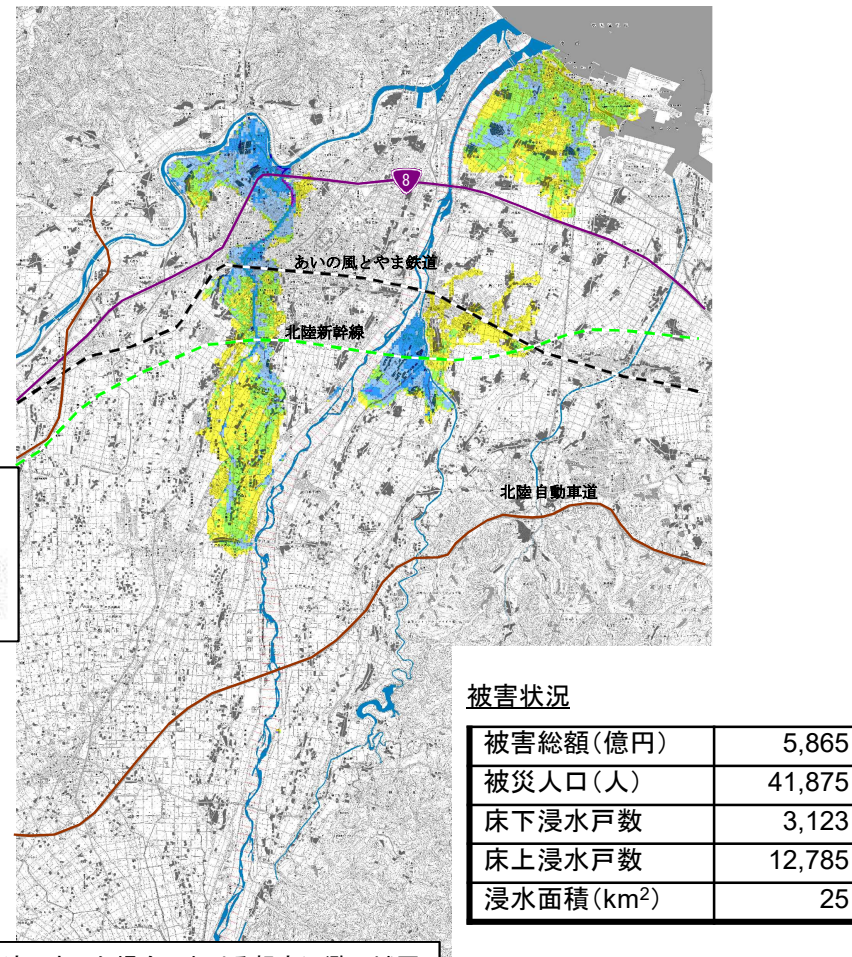 8
あいの風とやま鉄道
北陸新幹線
北陸自動車道
被害状況
被害総額(億円) 5,865
被災人口(人) 41,875
床下浸水戸数 3,123
床上浸水戸数 12,785
浸水面積(km²) 25